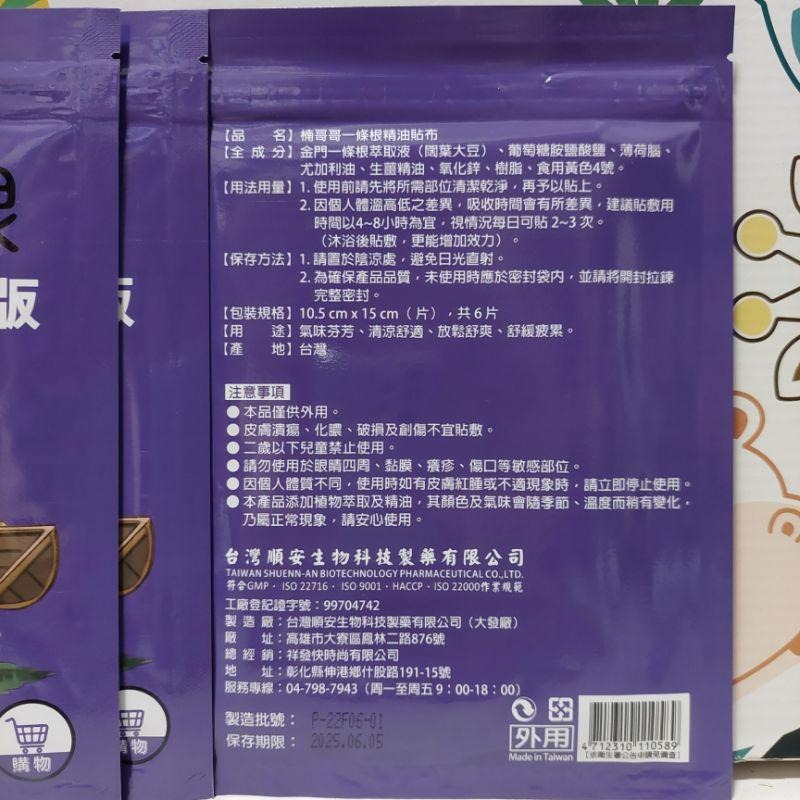 【品　名】楠哥哥一條根精油貼布
【全成分】金門一條根萃取液（闊葉大豆）、葡萄糖胺鹽酸鹽、薄荷腦、
尤加利油、生薑精油、氧化鋅、樹脂、食用黃色4號。
【用法用量】1.使用前請先將所需部位清潔乾淨，再予以貼上。
2.因個人體溫高低之差異，吸收時間會有所差異，建議貼敷用
時間以4~8小時為宜，視情況每日可貼2~3次。
（沐浴後貼敷，更能增加效力）。
【保存方法】1.請置於陰涼處，避免日光直射。
2.為確保產品品質，未使用時應於密封袋內，並請將開封拉鍊
完整密封。
【包裝規格】10.5 cm x 15 cm（片），共6片
【用　途】氣味芬芳、清涼舒適、放鬆舒爽、舒緩疲累。
【產　地】台灣
注意事項
●本品僅供外用。
●皮膚潰瘍、化膿、破損及創傷不宜貼敷。
●二歲以下兒童禁止使用。
●請勿使用於眼睛四周、黏膜、癢疹、傷口等敏感部位。
●因個人體質不同，使用時如有皮膚紅腫或不適現象時，請立即停止使用。
●本產品添加植物萃取及精油，其顏色及氣味會隨季節、溫度而稍有變化，
乃屬正常現象，請安心使用。
台灣順安生物科技製藥有限公司
TAIWAN SHUENN-AN BIOTECHNOLOGY PHARMACEUTICAL CO.,LTD.
符合GMP・ISO 22716・ISO 9001・HACCP・ISO 22000作業規範
工廠登記證字號：99704742
製造廠：台灣順安生物科技製藥有限公司（大發廠）
廠　址：高雄市大寮區鳳林二路876號
總經銷：祥發快時尚有限公司
地　址：彰化縣伸港鄉什股路191-15號
服務專線：04-798-7943（周一至周五9：00-18：00）
製造批號： P-22F06-01
保存期限： 2025.06.05
外用
Made in Taiwan
4712310110589
【依衛生署公告申請免備查】
版
版
購物
購物